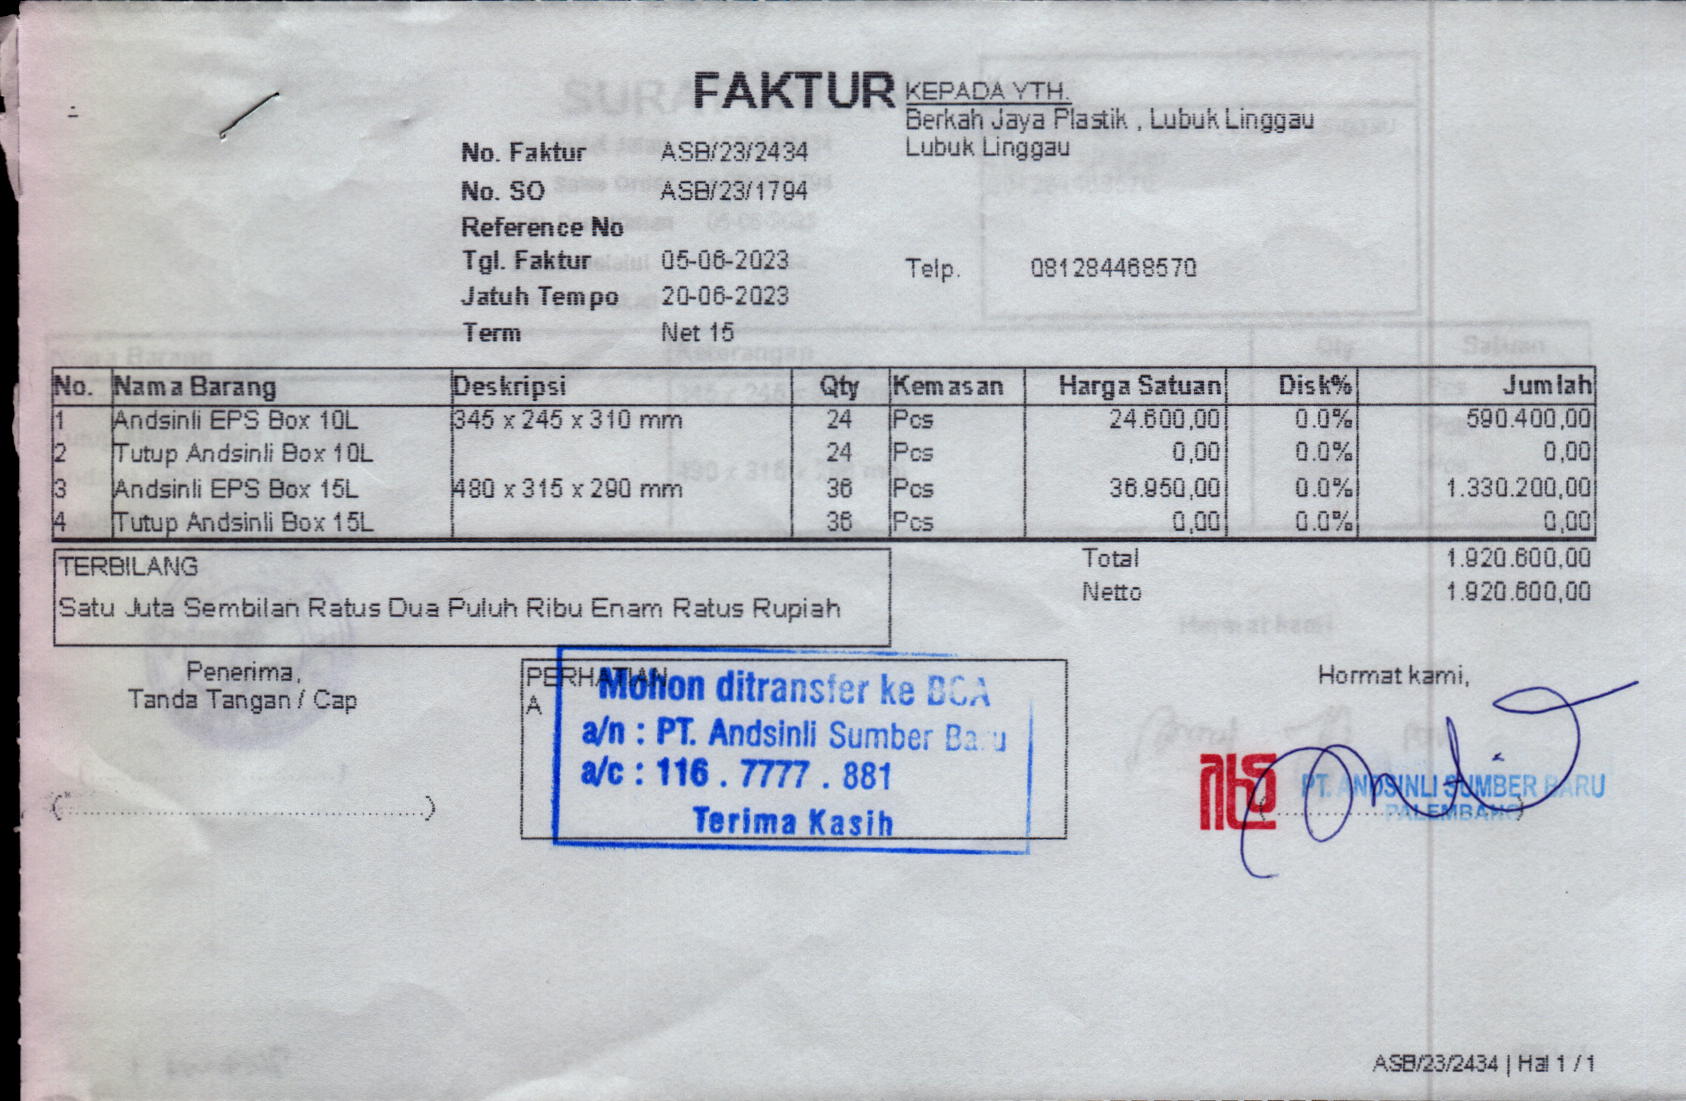 FAKTUR
KEPADA YTH.
Berkah Jaya Plastik , Lubuk Linggau
Lubuk Linggau
No. Faktur ASB/23/2434
No. SO ASB/23/1794
Reference No
Tgl. Faktur 05-06-2023
Telp. 081284468570
Jatuh Tempo 20-06-2023
Term Net 15
No. Nama Barang Deskripsi Qty Kemasan Harga Satuan Disk% Jumlah
1 Andsinli EPS Box 10L 345 x 245 x 310 mm 24 Pcs 24.600,00 0.0% 590.400,00
2 Tutup Andsinli Box 10L 24 Pcs 0,00 0.0% 0,00
3 Andsinli EPS Box 15L 480 x 315 x 290 mm 36 Pcs 36.950,00 0.0% 1.330.200,00
4 Tutup Andsinli Box 15L 36 Pcs 0,00 0.0% 0,00
TERBILANG
Satu Juta Sembilan Ratus Dua Puluh Ribu Enam Ratus Rupiah
Total 1.920.600,00
Netto 1.920.600,00
Penerima,
Tanda Tangan / Cap
PERHATIAN
A
Mohon ditransfer ke BCA
a/n : PT. Andsinli Sumber Baru
a/c : 116 . 7777 . 881
Terima Kasih
Hormat kami,
PT. ANDSINLI SUMBER BARU
PALEMBANG
ASB/23/2434 | Hal 1 / 1